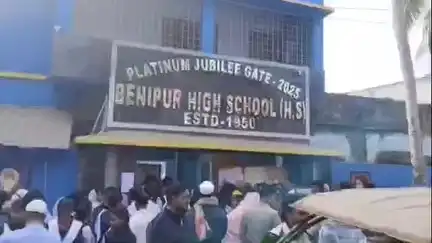 PLATINUM JUBILEE GATE - 2025
BENIPUR HIGH SCHOOL (H.S)
ESTD-1950